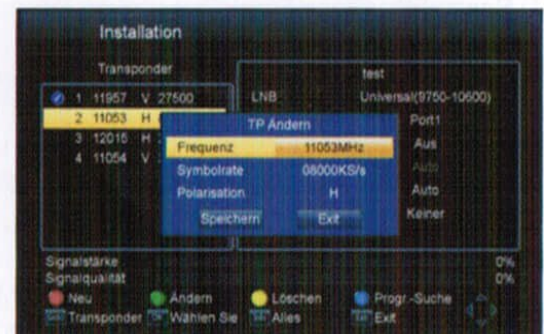 Installation
Transponder
test
1 11957 V 27500
LNB Universal(9750-10600)
2 11053 H
Port1
TP Ändern
3 12015 H
Aus
Frequenz 11053MHz
4 11054 V
Auto
Symbolrate 08000KS/s
Auto
Polarisation H
Keiner
Speichern Exit
Signalstärke 0%
Signalqualität 0%
Neu Ändern Löschen Progr.-Suche
Transponder Wählen Sie Alles Exit